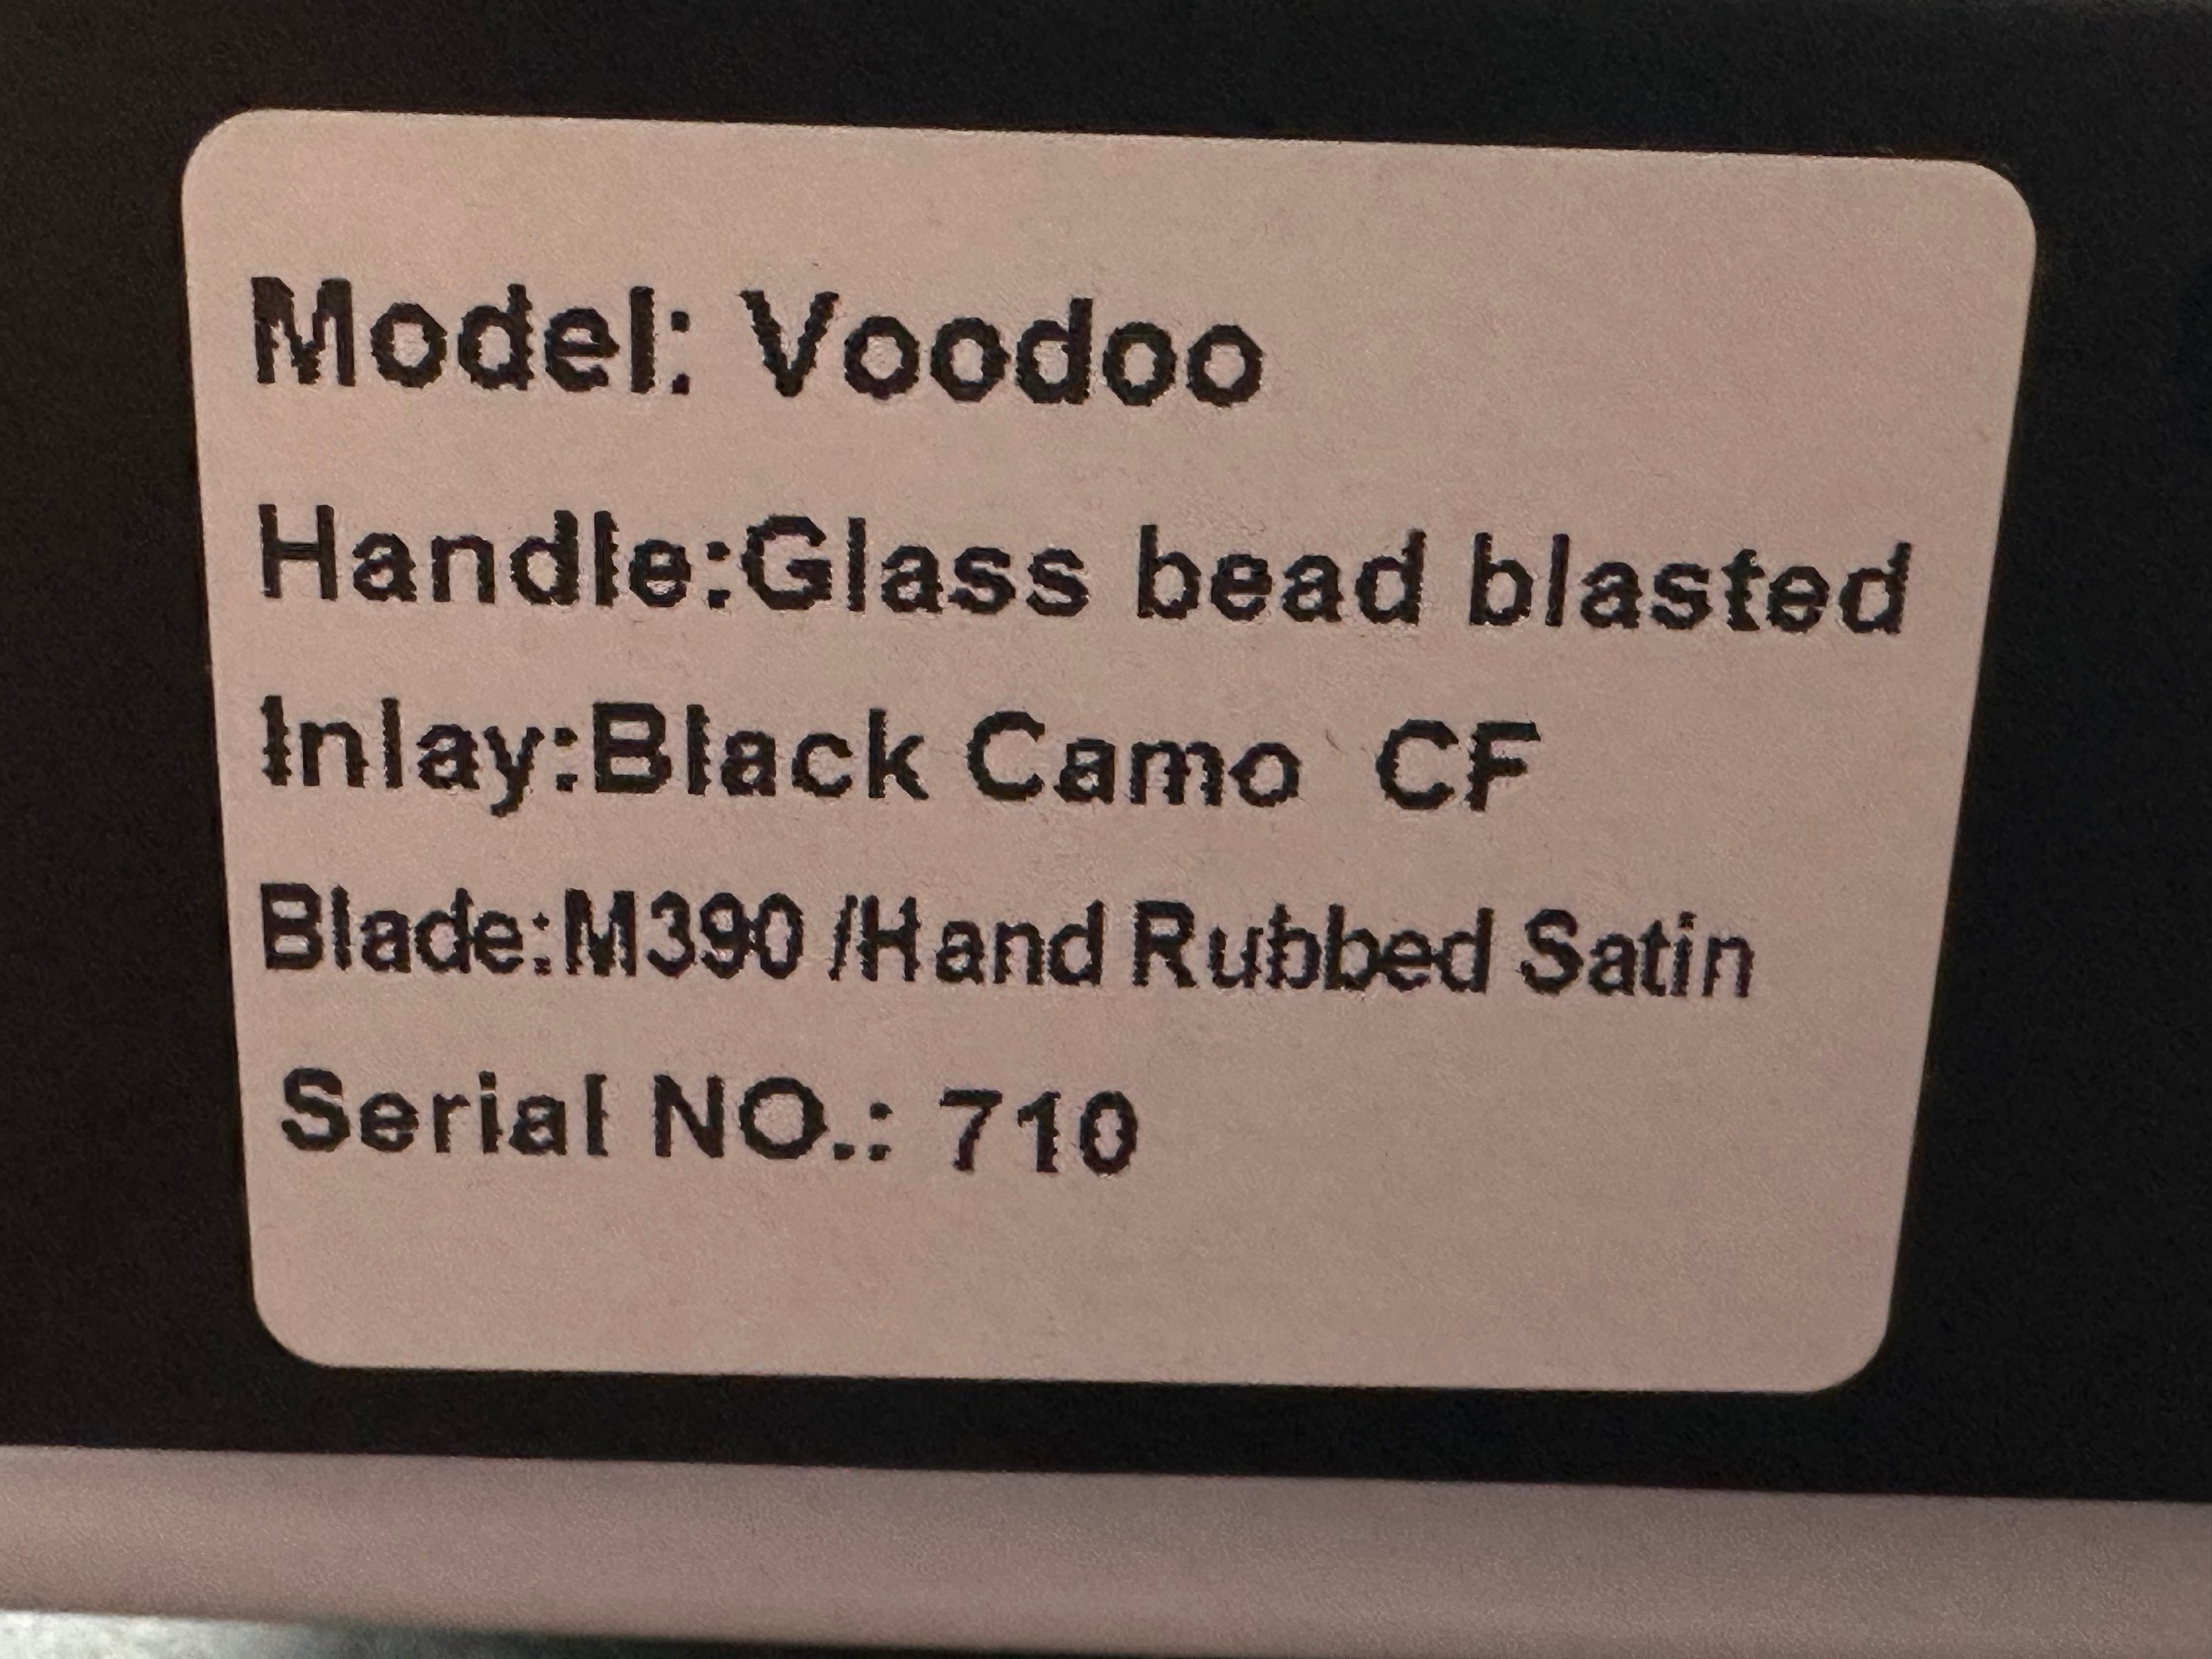 Model: Voodoo
Handle:Glass bead blasted
Inlay:Black Camo  CF
Blade:M390 /Hand Rubbed Satin
Serial NO.: 710